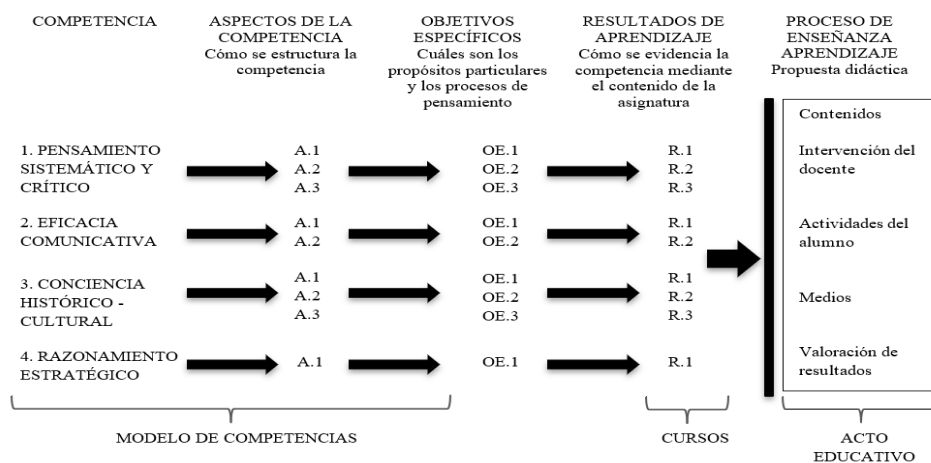 COMPETENCIA
ASPECTOS DE LA
COMPETENCIA
Cómo se estructura la
competencia
OBJETIVOS
ESPECÍFICOS
Cuáles son los
propósitos particulares
y los procesos de
pensamiento
RESULTADOS DE
APRENDIZAJE
Cómo se evidencia la
competencia mediante
el contenido de la
asignatura
PROCESO DE
ENSEÑANZA
APRENDIZAJE
Propuesta didáctica
1. PENSAMIENTO
SISTEMÁTICO Y
CRÍTICO
A.1
A.2
A.3
OE.1
OE.2
OE.3
R.1
R.2
R.3
2. EFICACIA
COMUNICATIVA
A.1
A.2
OE.1
OE.2
R.1
R.2
3. CONCIENCIA
HISTÓRICO -
CULTURAL
A.1
A.2
A.3
OE.1
OE.2
OE.3
R.1
R.2
R.3
4. RAZONAMIENTO
ESTRATÉGICO
A.1
OE.1
R.1
Contenidos
Intervención del
docente
Actividades del
alumno
Medios
Valoración de
resultados
MODELO DE COMPETENCIAS
CURSOS
ACTO
EDUCATIVO